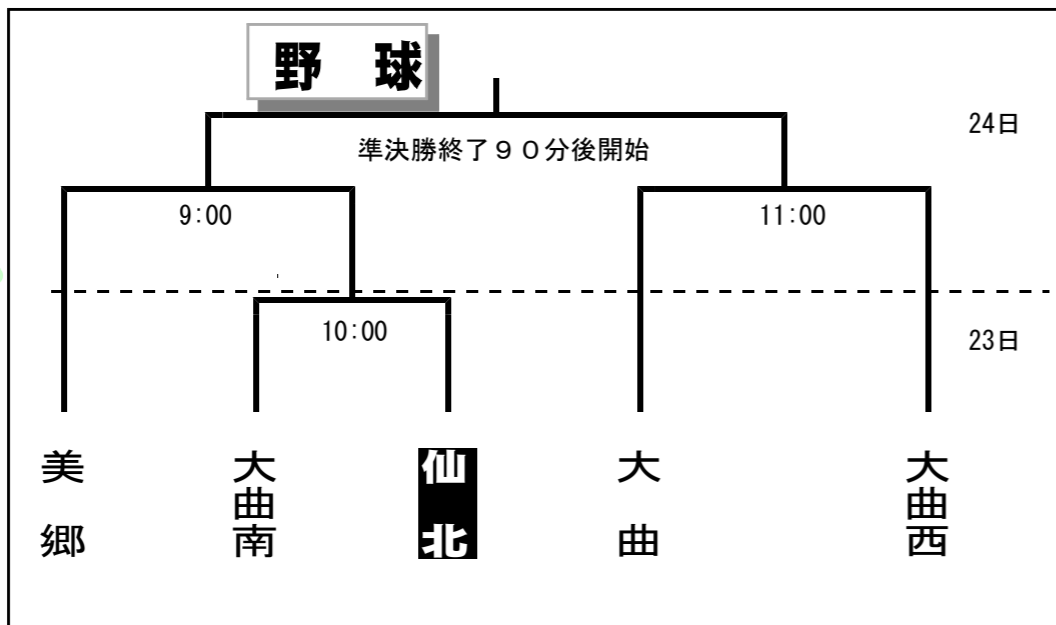 野　球
24日
準決勝終了９０分後開始
9:00
11:00
10:00
23日
美郷
大曲南
仙北
大曲
大曲西